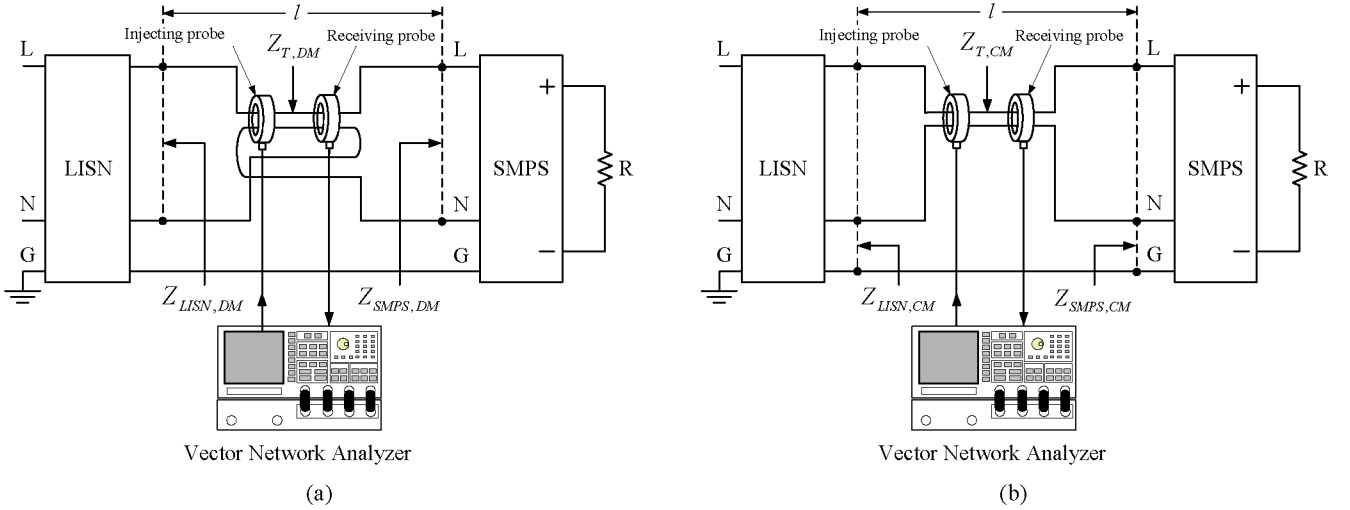 l
Injecting probe
Receiving probe
Z_{T,DM}
L
L
LISN
SMPS
+
−
R
N
N
G
G
Z_{LISN,DM}
Z_{SMPS,DM}
Vector Network Analyzer
(a)
l
Injecting probe
Receiving probe
Z_{T,CM}
L
L
LISN
SMPS
+
−
R
N
N
G
G
Z_{LISN,CM}
Z_{SMPS,CM}
Vector Network Analyzer
(b)